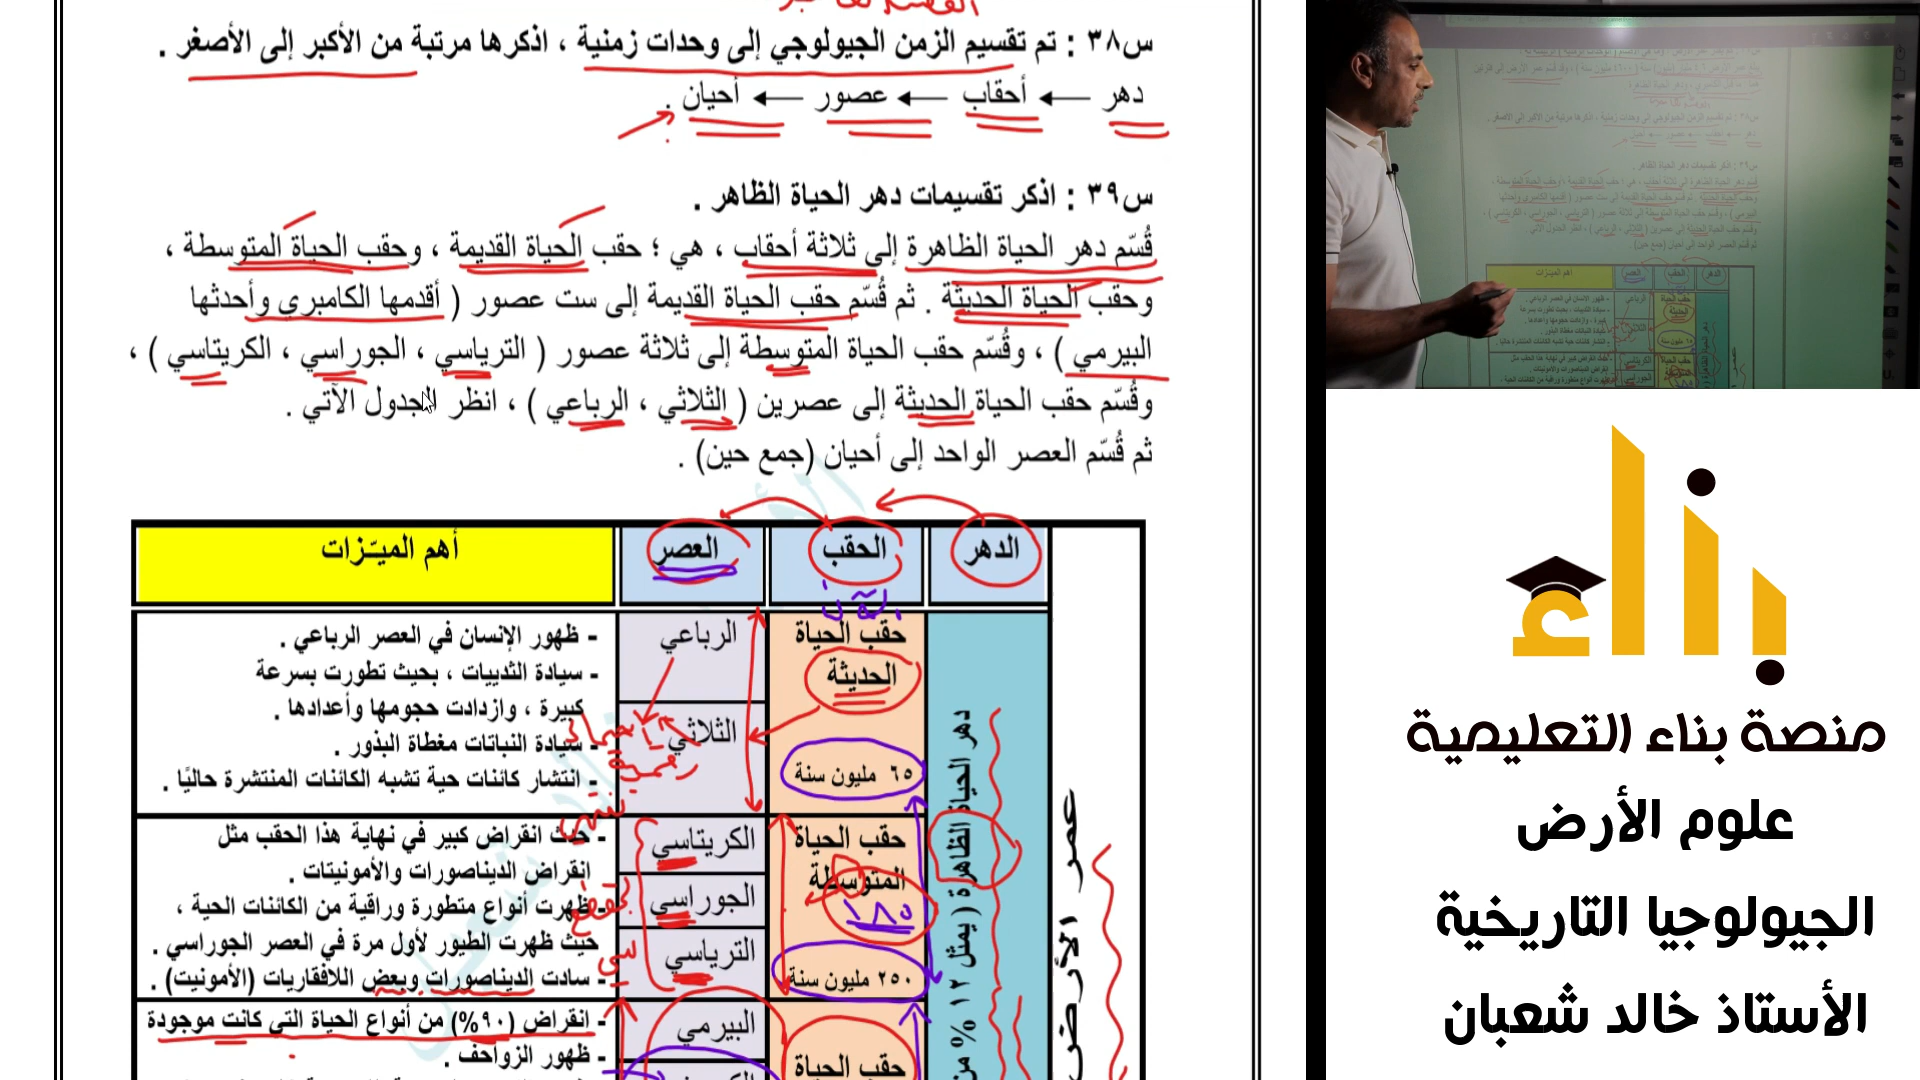 س٣٨ : تم تقسيم الزمن الجيولوجي إلى وحدات زمنية ، اذكرها مرتبة من الأكبر إلى الأصغر .
دهر ← أحقاب ← عصور ← أحيان .
س٣٩ : اذكر تقسيمات دهر الحياة الظاهر .
قُسّم دهر الحياة الظاهرة إلى ثلاثة أحقاب ، هي ؛ حقب الحياة القديمة ، وحقب الحياة المتوسطة ،
وحقب الحياة الحديثة . ثم قُسّم حقب الحياة القديمة إلى ست عصور ( أقدمها الكامبري وأحدثها
البيرمي ) ، وقُسّم حقب الحياة المتوسطة إلى ثلاثة عصور ( الترياسي ، الجوراسي ، الكريتاسي ) ،
وقُسّم حقب الحياة الحديثة إلى عصرين ( الثلاثي ، الرباعي ) ، انظر الجدول الآتي .
ثم قُسّم العصر الواحد إلى أحيان (جمع حين) .
الدهر
الحقب
العصر
أهم الميـّـزات
عمر الأرض
دهر الحياة الظاهرة ( يمثل ١٢ % من
حقب الحياة
الحديثة
٦٥ مليون سنة
الرباعي
الثلاثي
- ظهور الإنسان في العصر الرباعي .
- سيادة الثدييات ، بحيث تطورت بسرعة
كبيرة ، وازدادت حجومها وأعدادها .
- سيادة النباتات مغطاة البذور .
- انتشار كائنات حية تشبه الكائنات المنتشرة حاليًا .
حقب الحياة
المتوسطة
١٨٥
٢٥٠ مليون سنة
الكريتاسي
الجوراسي
الترياسي
- حدث انقراض كبير في نهاية هذا الحقب مثل
انقراض الديناصورات والأمونيتات .
- ظهرت أنواع متطورة وراقية من الكائنات الحية ،
حيث ظهرت الطيور لأول مرة في العصر الجوراسي .
- سادت الديناصورات وبعض اللافقاريات (الأمونيت) .
حقب الحياة
البيرمي
- انقراض (٩٠%) من أنواع الحياة التي كانت موجودة
- ظهور الزواحف .
بناء
منصة بناء التعليمية
علوم الأرض
الجيولوجيا التاريخية
الأستاذ خالد شعبان